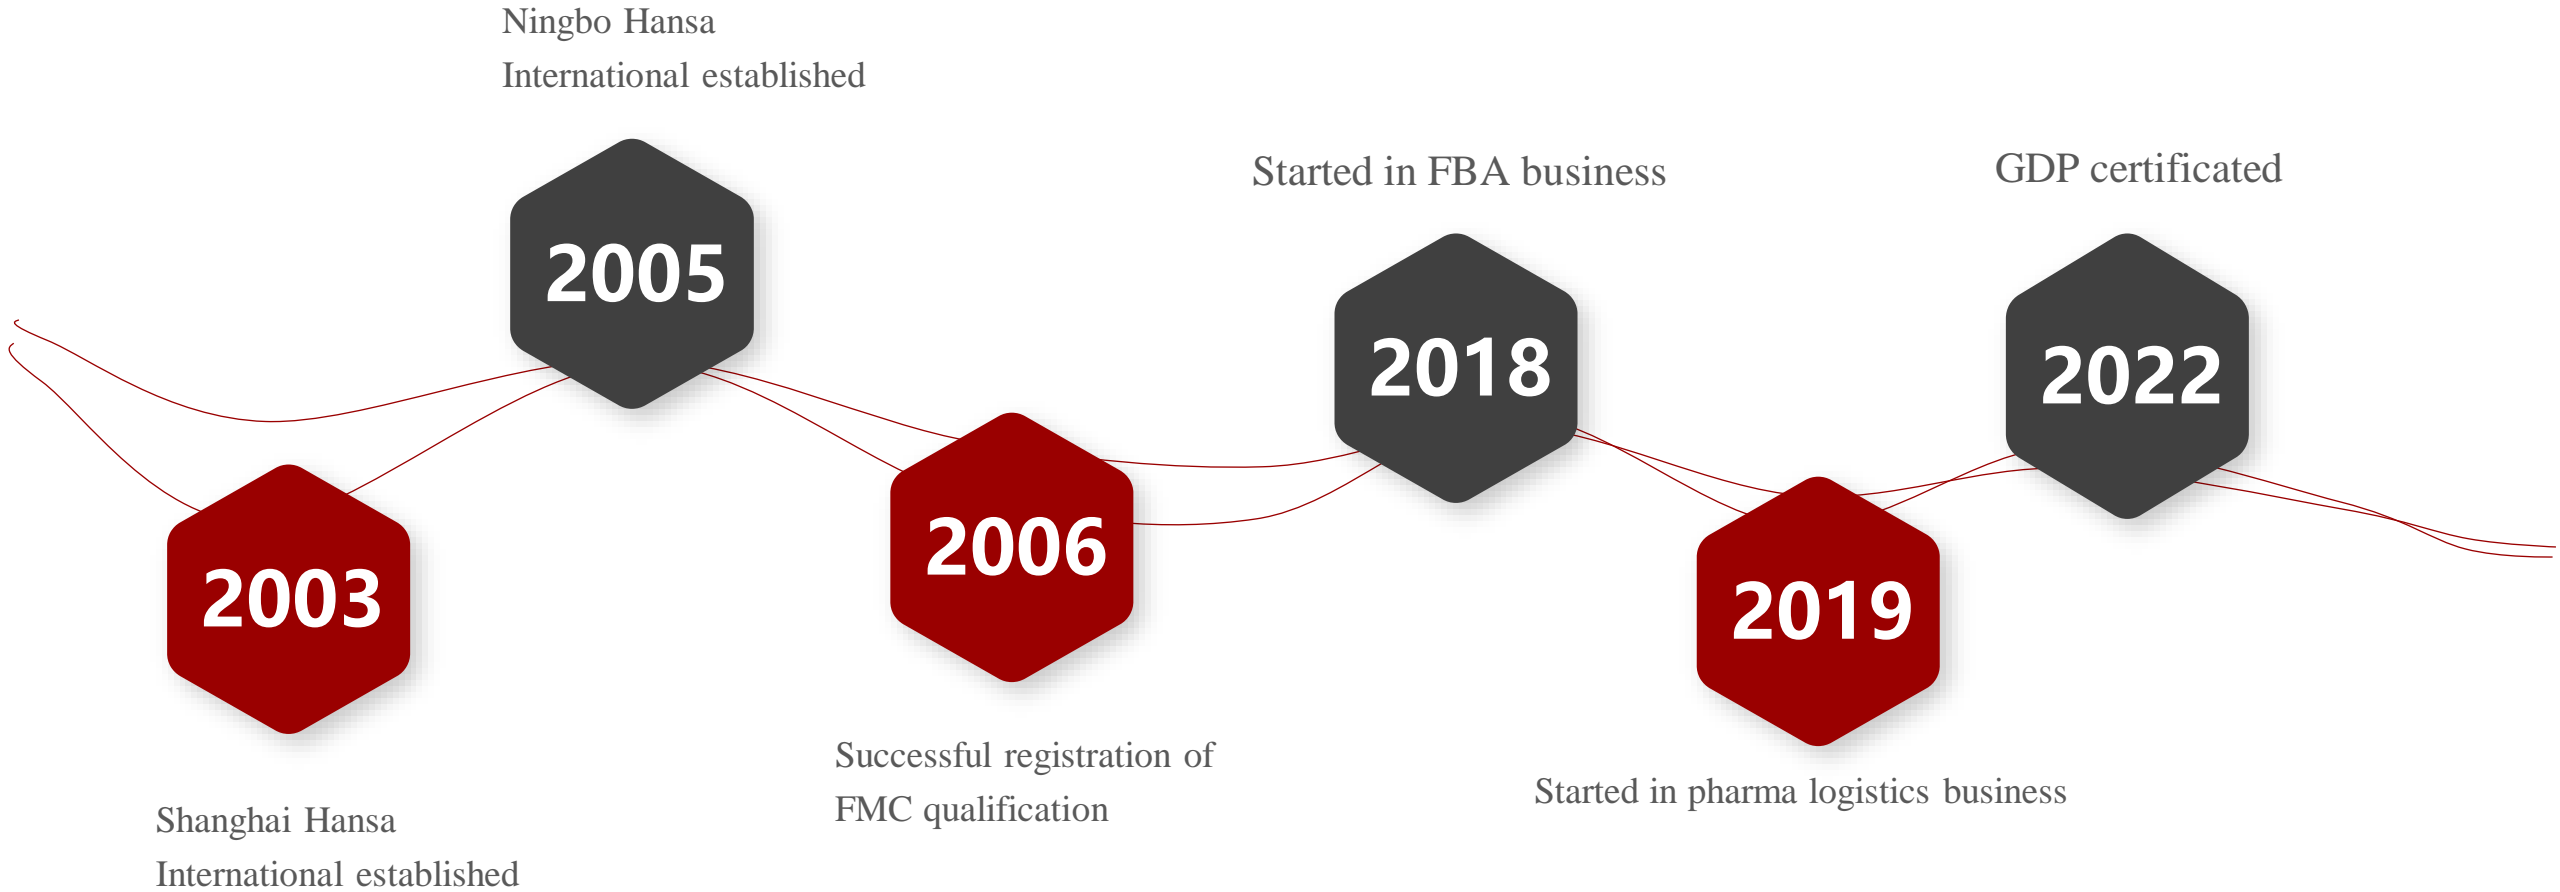 Ningbo Hansa
International established
2005
Started in FBA business
2018
GDP certificated
2022
2003
Shanghai Hansa
International established
2006
Successful registration of
FMC qualification
2019
Started in pharma logistics business